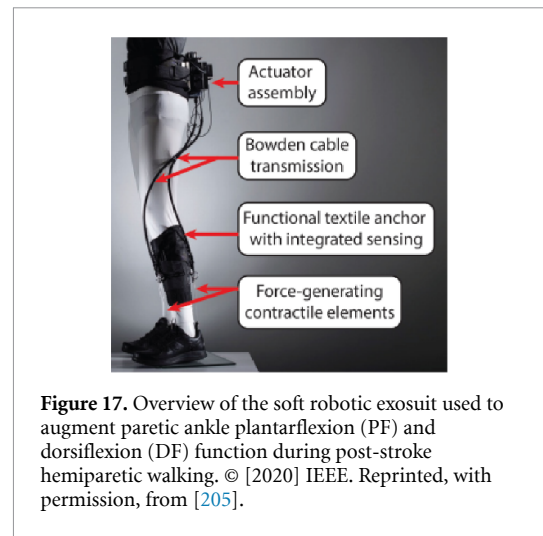 Actuator
assembly
Bowden cable
transmission
Functional textile anchor
with integrated sensing
Force-generating
contractile elements
Figure 17. Overview of the soft robotic exosuit used to
augment paretic ankle plantarflexion (PF) and
dorsiflexion (DF) function during post-stroke
hemiparetic walking. © [2020] IEEE. Reprinted, with
permission, from [205].